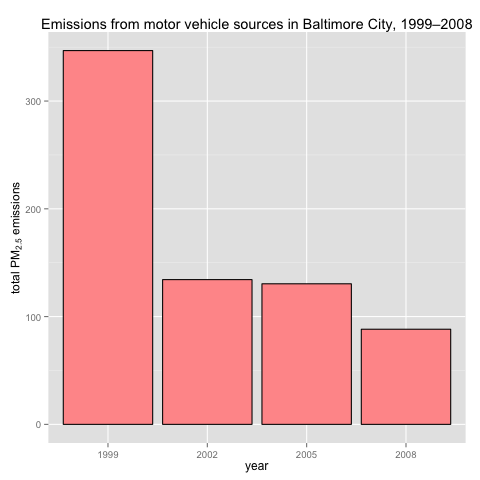 Emissions from motor vehicle sources in Baltimore City, 1999–2008
total PM₂.₅ emissions
300
200
100
0
1999 2002 2005 2008
year